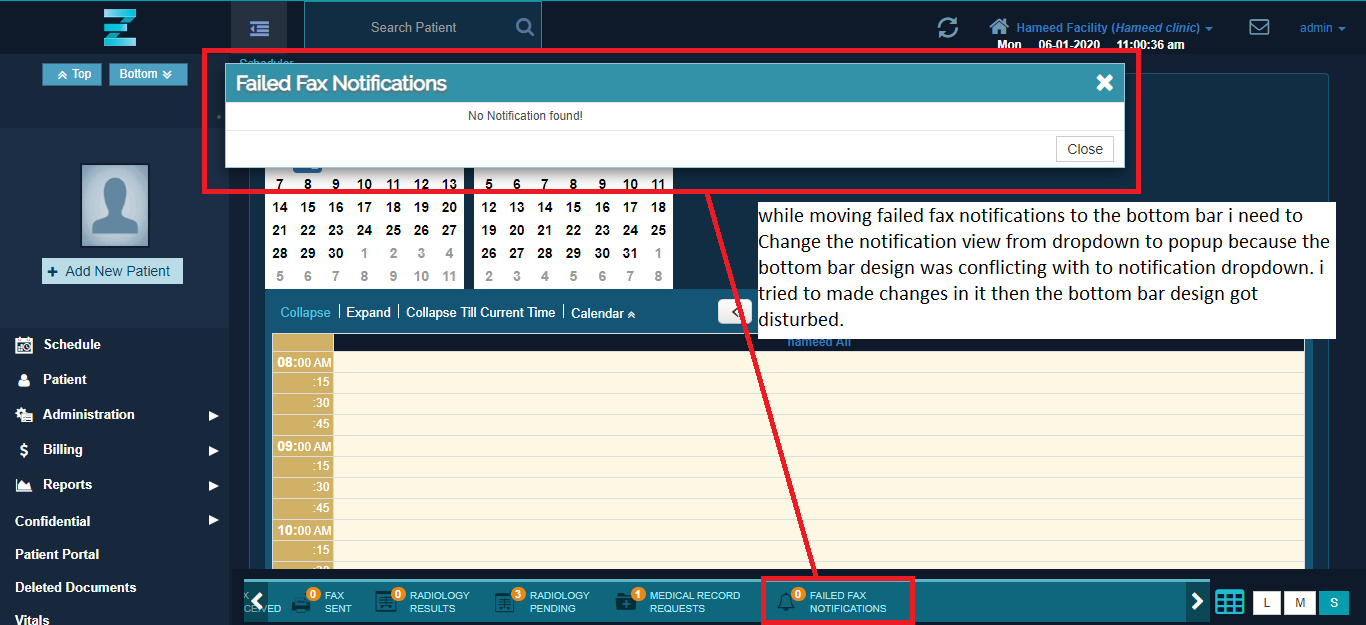 Search Patient
Hameed Facility (Hameed clinic)
admin
Mon 06-01-2020 11:00:36 am
Top
Bottom
Scheduler
Failed Fax Notifications
No Notification found!
Close
7 8 9 10 11 12 13
5 6 7 8 9 10 11
14 15 16 17 18 19 20
12 13 14 15 16 17 18
21 22 23 24 25 26 27
19 20 21 22 23 24 25
28 29 30 1 2 3 4
26 27 28 29 30 31 1
5 6 7 8 9 10 11
2 3 4 5 6 7 8
while moving failed fax notifications to the bottom bar i need to
Change the notification view from dropdown to popup because the
bottom bar design was conflicting with to notification dropdown. i
tried to made changes in it then the bottom bar design got
disturbed.
+ Add New Patient
Collapse | Expand | Collapse Till Current Time | Calendar
hameed Ali
Schedule
Patient
Administration
Billing
Reports
Confidential
Patient Portal
Deleted Documents
Vitals
08:00 AM
:15
:30
:45
09:00 AM
:15
:30
:45
10:00 AM
:15
:30
0 FAX
SENT
0 RADIOLOGY
RESULTS
3 RADIOLOGY
PENDING
1 MEDICAL RECORD
REQUESTS
0 FAILED FAX
NOTIFICATIONS
L M S